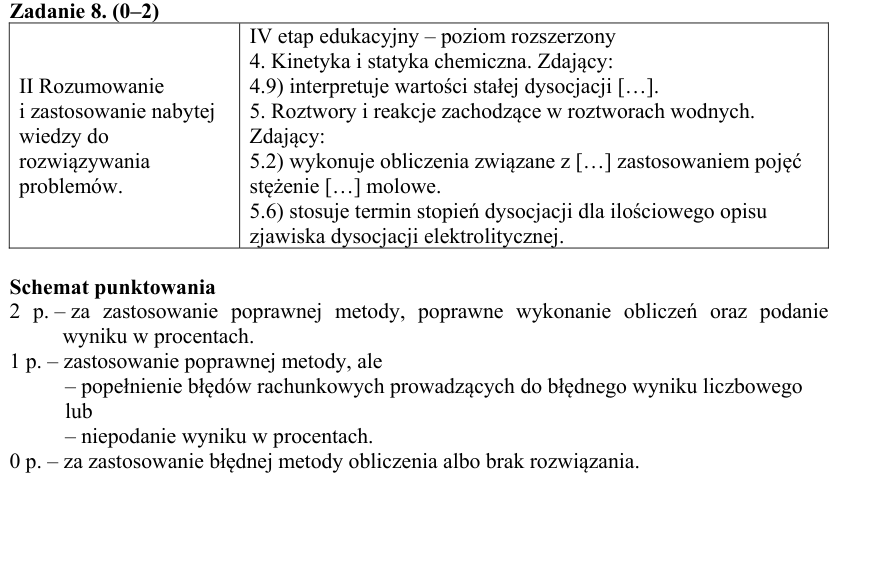 Zadanie 8. (0–2)
II Rozumowanie
i zastosowanie nabytej
wiedzy do
rozwiązywania
problemów.
IV etap edukacyjny – poziom rozszerzony
4. Kinetyka i statyka chemiczna. Zdający:
4.9) interpretuje wartości stałej dysocjacji […].
5. Roztwory i reakcje zachodzące w roztworach wodnych.
Zdający:
5.2) wykonuje obliczenia związane z […] zastosowaniem pojęć
stężenie […] molowe.
5.6) stosuje termin stopień dysocjacji dla ilościowego opisu
zjawiska dysocjacji elektrolitycznej.
Schemat punktowania
2 p. – za zastosowanie poprawnej metody, poprawne wykonanie obliczeń oraz podanie
wyniku w procentach.
1 p. – zastosowanie poprawnej metody, ale
– popełnienie błędów rachunkowych prowadzących do błędnego wyniku liczbowego
lub
– niepodanie wyniku w procentach.
0 p. – za zastosowanie błędnej metody obliczenia albo brak rozwiązania.